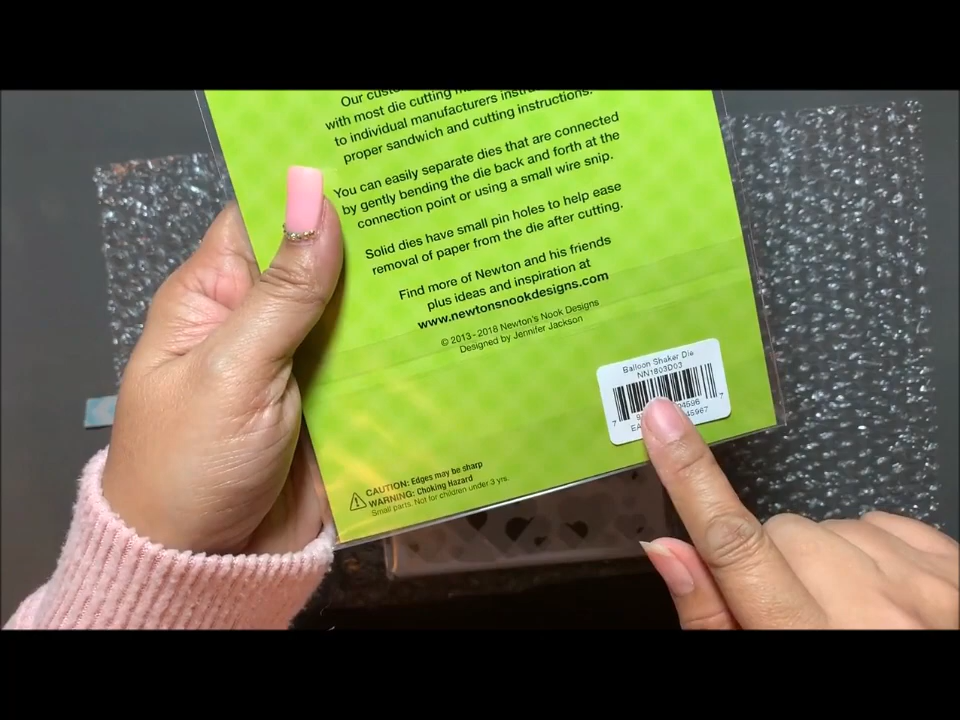 Our
with most die cutting
to individual manufacturers
proper sandwich and cutting instructions.
You can easily separate dies that are connected
by gently bending the die back and forth at the
connection point or using a small wire snip.
Solid dies have small pin holes to help ease
removal of paper from the die after cutting.
Find more of Newton and his friends
plus ideas and inspiration at
www.newtonsnookdesigns.com
© 2013-2018 Newton's Nook Designs
Designed by Jennifer Jackson
Balloon Shaker Die
NN1803D03
CAUTION: Edges may be sharp
WARNING: Choking Hazard
Small parts. Not for children under 3 yrs.